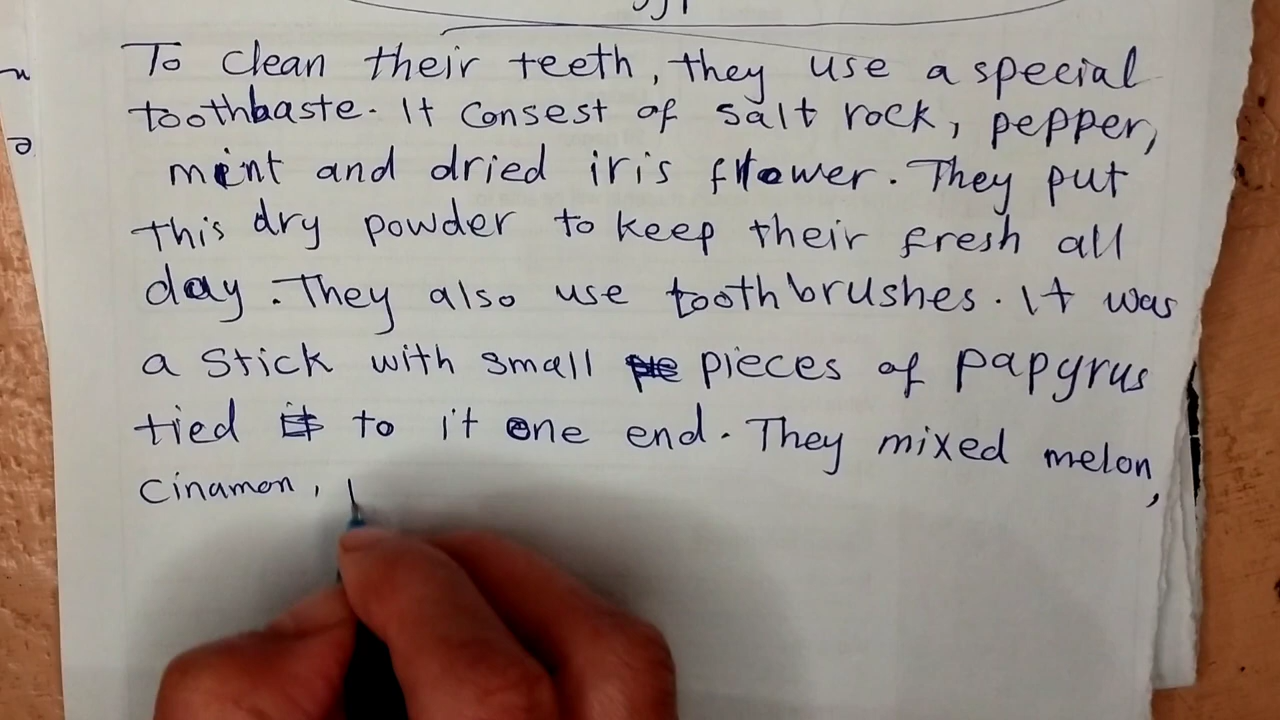 To clean their teeth, they use a special
toothbaste. It consest of salt rock, pepper,
mint and dried iris flower. They put
this dry powder to keep their fresh all
day. They also use toothbrushes. It was
a stick with small pieces of papyrus
tied to it one end. They mixed melon,
cinamon,